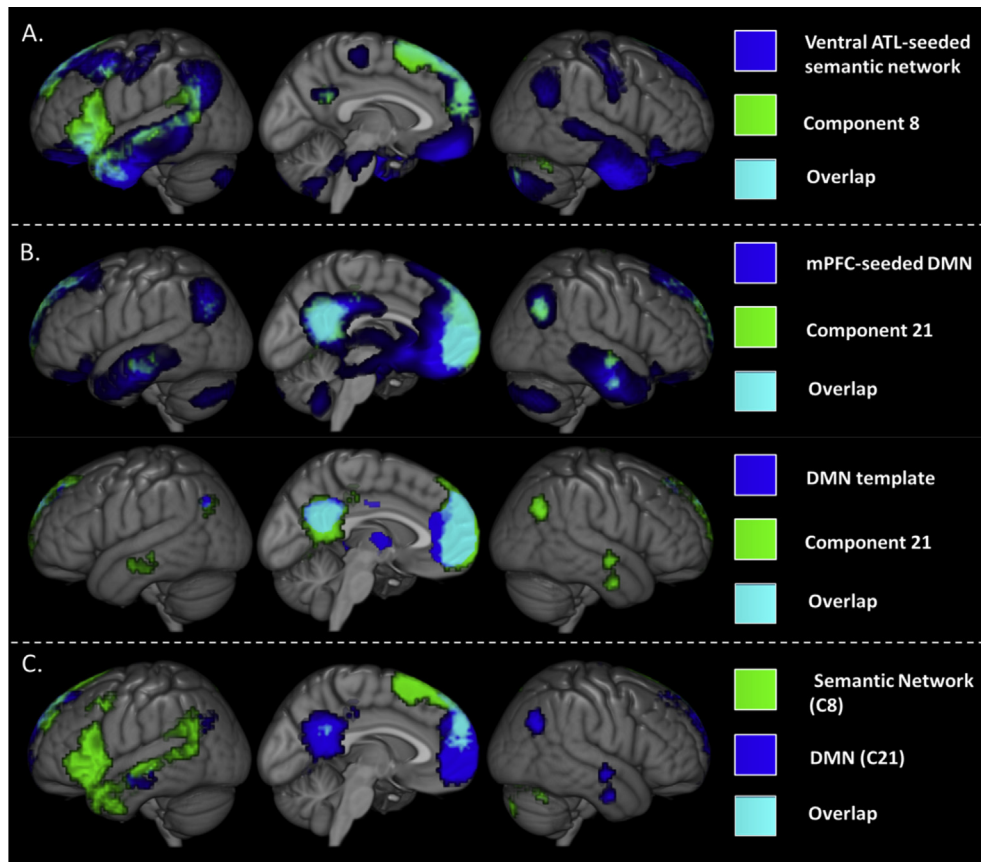 A.
Ventral ATL-seeded
semantic network
Component 8
Overlap
B.
mPFC-seeded DMN
Component 21
Overlap
DMN template
Component 21
Overlap
C.
Semantic Network
(C8)
DMN (C21)
Overlap